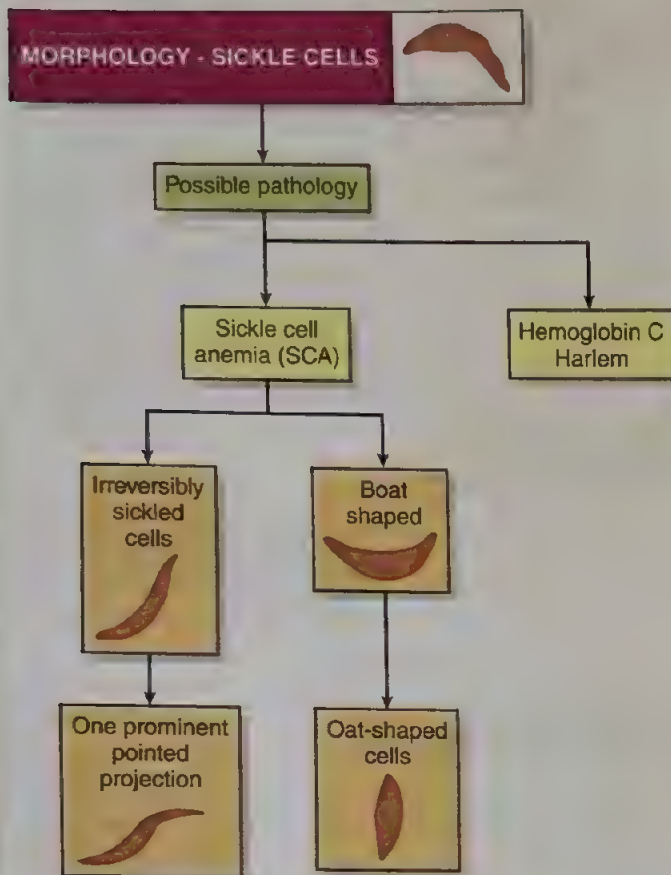 MORPHOLOGY - SICKLE CELLS
Possible pathology
Sickle cell
anemia (SCA)
Hemoglobin C
Harlem
Irreversibly
sickled
cells
Boat
shaped
One prominent
pointed
projection
Oat-shaped
cells